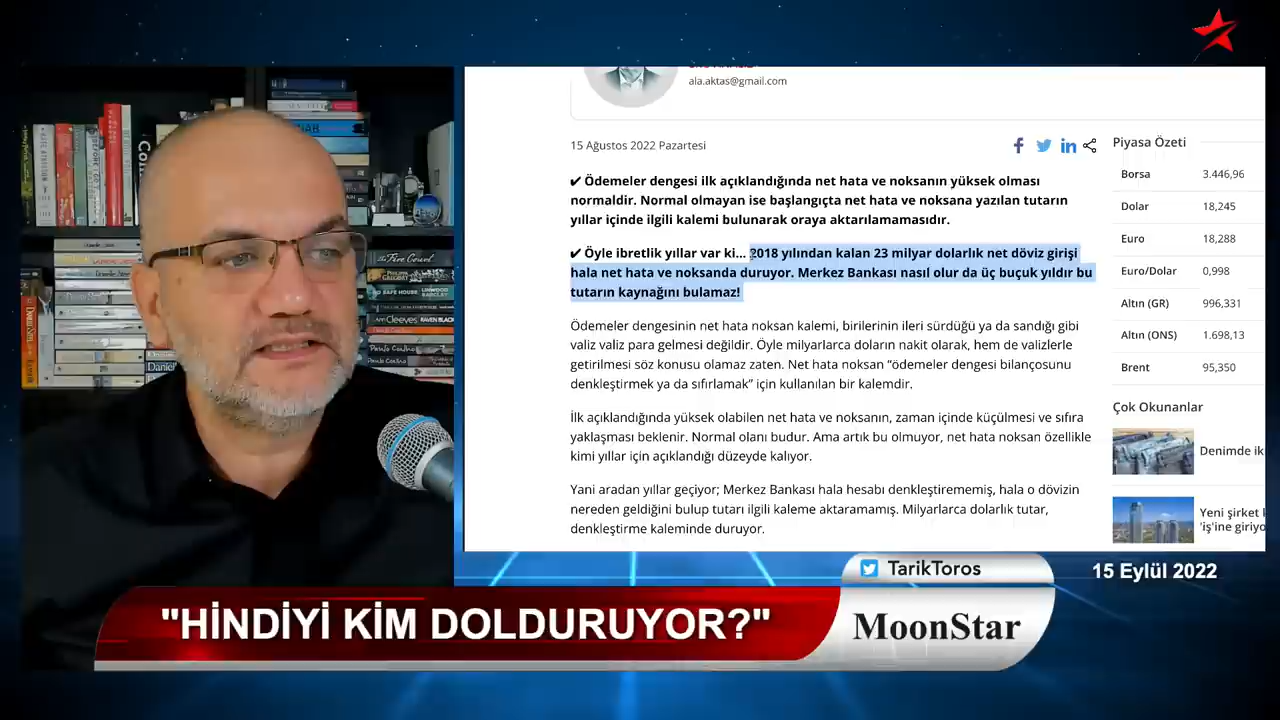 ala.aktas@gmail.com
15 Ağustos 2022 Pazartesi
✔ Ödemeler dengesi ilk açıklandığında net hata ve noksanın yüksek olması
normaldir. Normal olmayan ise başlangıçta net hata ve noksana yazılan tutarın
yıllar içinde ilgili kalemi bulunarak oraya aktarılamamasıdır.
✔ Öyle ibretlik yıllar var ki... 2018 yılından kalan 23 milyar dolarlık net döviz girişi
hala net hata ve noksanda duruyor. Merkez Bankası nasıl olur da üç buçuk yıldır bu
tutarın kaynağını bulamaz!
Ödemeler dengesinin net hata noksan kalemi, birilerinin ileri sürdüğü ya da sandığı gibi
valiz valiz para gelmesi değildir. Öyle milyarlarca doların nakit olarak, hem de valizlerle
getirilmesi söz konusu olamaz zaten. Net hata noksan “ödemeler dengesi bilançosunu
denkleştirmek ya da sıfırlamak” için kullanılan bir kalemdir.
İlk açıklandığında yüksek olabilen net hata ve noksanın, zaman içinde küçülmesi ve sıfıra
yaklaşması beklenir. Normal olanı budur. Ama artık bu olmuyor, net hata noksan özellikle
kimi yıllar için açıklandığı düzeyde kalıyor.
Yani aradan yıllar geçiyor; Merkez Bankası hala hesabı denkleştirememiş, hala o dövizin
nereden geldiğini bulup tutarı ilgili kaleme aktaramamış. Milyarlarca dolarlık tutar,
denkleştirme kaleminde duruyor.
Piyasa Özeti
Borsa 3.446,96
Dolar 18,245
Euro 18,288
Euro/Dolar 0,998
Altın (GR) 996,331
Altın (ONS) 1.698,13
Brent 95,350
Çok Okunanlar
Denimde ik
Yeni şirket
'iş'ine giriyo
TarikToros
15 Eylül 2022
"HİNDİYİ KİM DOLDURUYOR?"
MoonStar